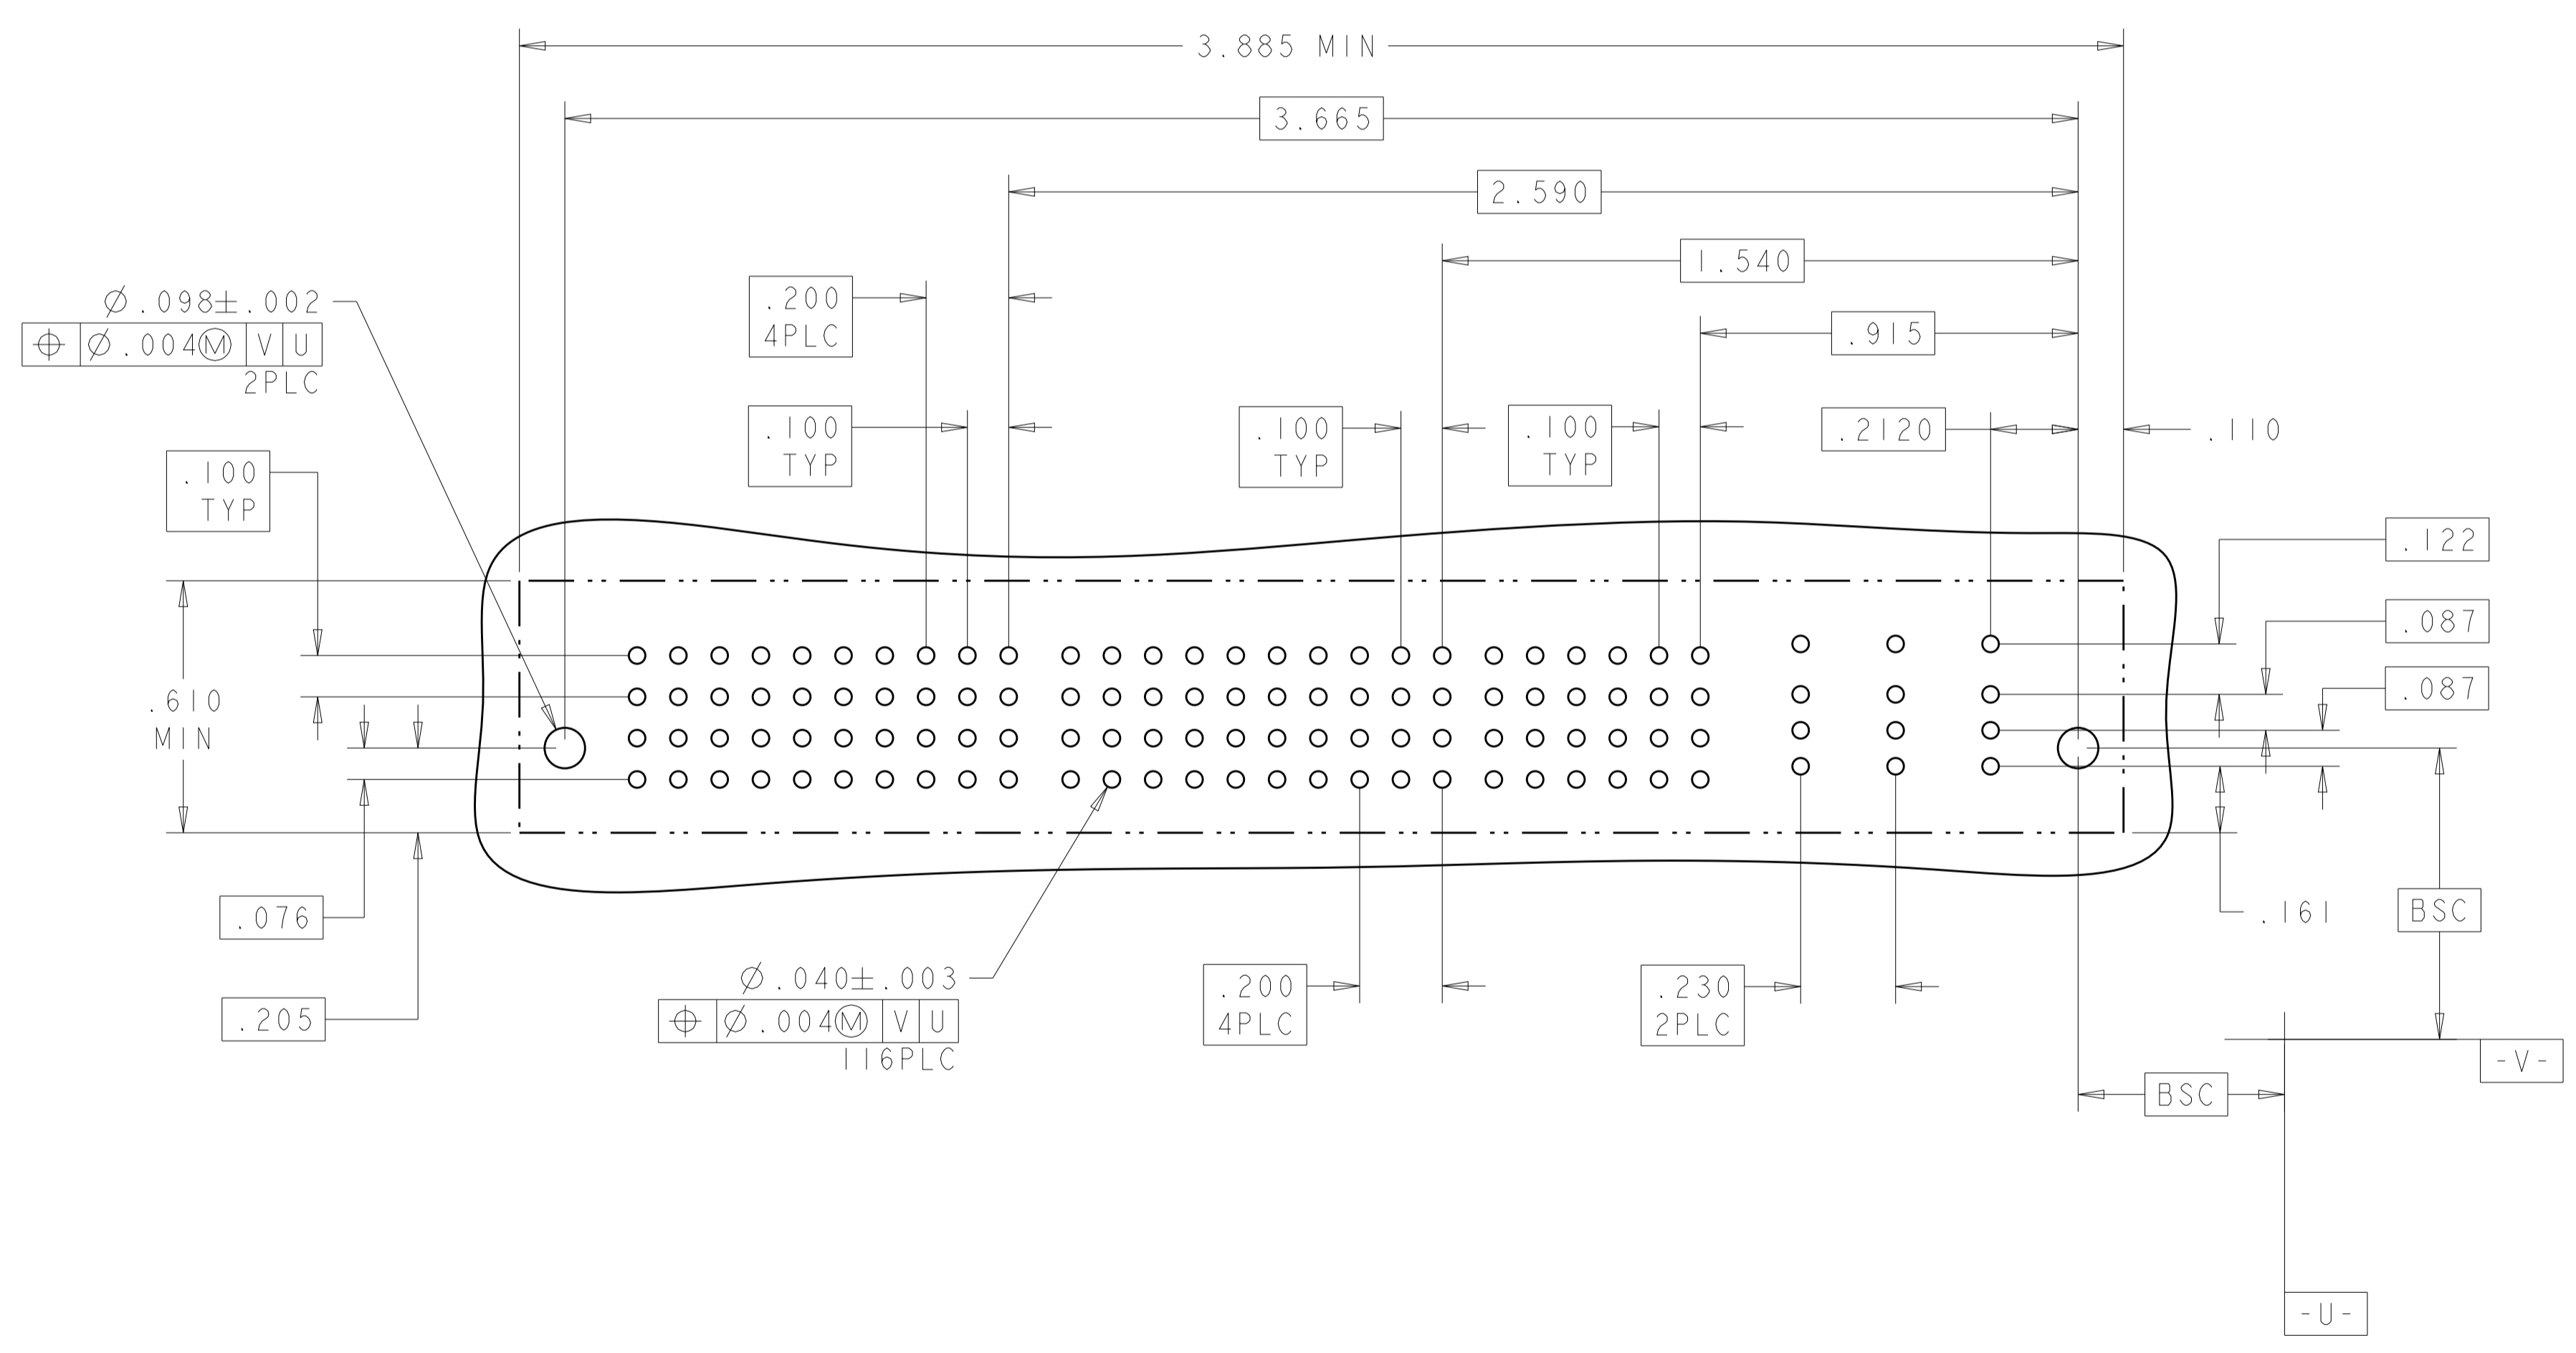 3.885 MIN
3.665
2.590
1.540
.200
4PLC
.915
Ø.098±.002
⌖ Ø.004Ⓜ V U
2PLC
.100
TYP
.100
TYP
.100
TYP
.2120
.110
.100
TYP
.122
.087
.087
.610
MIN
.076
.161
BSC
.205
Ø.040±.003
⌖ Ø.004Ⓜ V U
116PLC
.200
4PLC
.230
2PLC
-V-
BSC
-U-